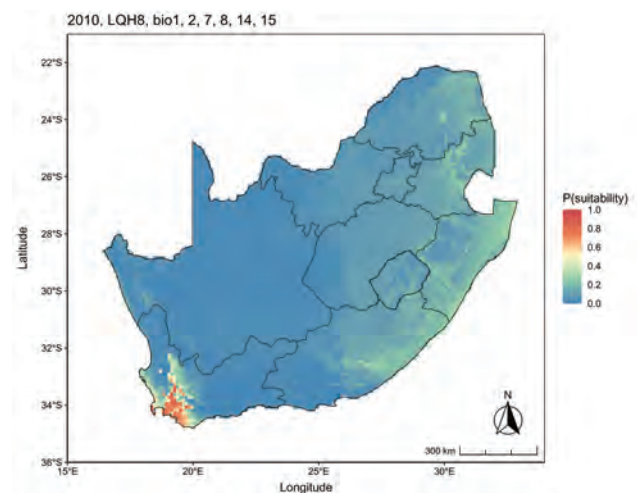 2010, LQH8, bio1, 2, 7, 8, 14, 15
22°S
24°S
26°S
28°S
30°S
32°S
34°S
36°S
Latitude
15°E
20°E
25°E
30°E
Longitude
P(suitability)
1.0
0.8
0.6
0.4
0.2
0.0
N
300 km